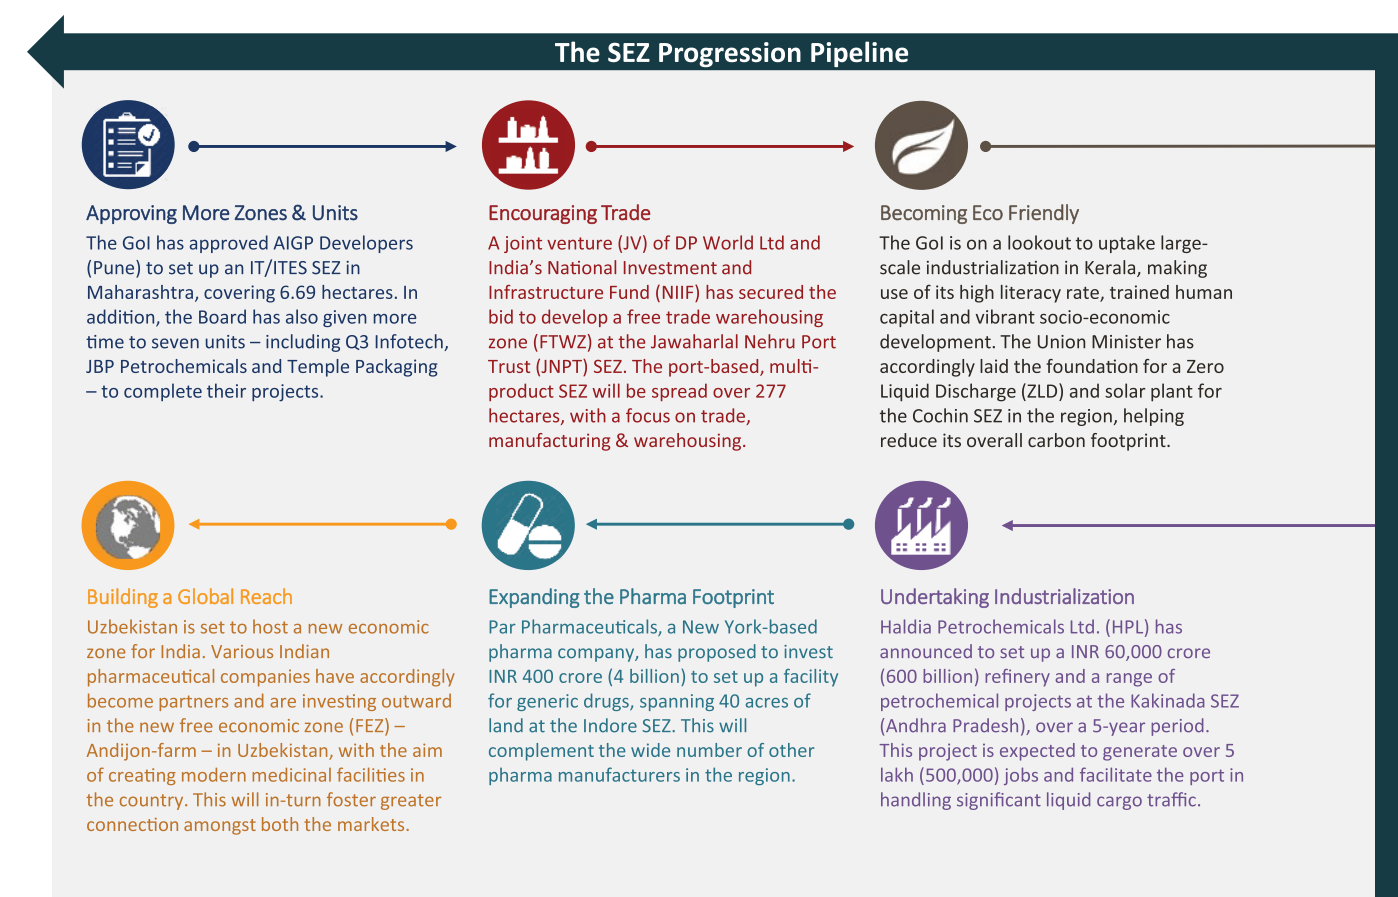 The SEZ Progression Pipeline
Approving More Zones & Units
The GoI has approved AIGP Developers
(Pune) to set up an IT/ITES SEZ in
Maharashtra, covering 6.69 hectares. In
addition, the Board has also given more
time to seven units – including Q3 Infotech,
JBP Petrochemicals and Temple Packaging
– to complete their projects.
Encouraging Trade
A joint venture (JV) of DP World Ltd and
India’s National Investment and
Infrastructure Fund (NIIF) has secured the
bid to develop a free trade warehousing
zone (FTWZ) at the Jawaharlal Nehru Port
Trust (JNPT) SEZ. The port-based, multi-
product SEZ will be spread over 277
hectares, with a focus on trade,
manufacturing & warehousing.
Becoming Eco Friendly
The GoI is on a lookout to uptake large-
scale industrialization in Kerala, making
use of its high literacy rate, trained human
capital and vibrant socio-economic
development. The Union Minister has
accordingly laid the foundation for a Zero
Liquid Discharge (ZLD) and solar plant for
the Cochin SEZ in the region, helping
reduce its overall carbon footprint.
Building a Global Reach
Uzbekistan is set to host a new economic
zone for India. Various Indian
pharmaceutical companies have accordingly
become partners and are investing outward
in the new free economic zone (FEZ) –
Andijon-farm – in Uzbekistan, with the aim
of creating modern medicinal facilities in
the country. This will in-turn foster greater
connection amongst both the markets.
Expanding the Pharma Footprint
Par Pharmaceuticals, a New York-based
pharma company, has proposed to invest
INR 400 crore (4 billion) to set up a facility
for generic drugs, spanning 40 acres of
land at the Indore SEZ. This will
complement the wide number of other
pharma manufacturers in the region.
Undertaking Industrialization
Haldia Petrochemicals Ltd. (HPL) has
announced to set up a INR 60,000 crore
(600 billion) refinery and a range of
petrochemical projects at the Kakinada SEZ
(Andhra Pradesh), over a 5-year period.
This project is expected to generate over 5
lakh (500,000) jobs and facilitate the port in
handling significant liquid cargo traffic.